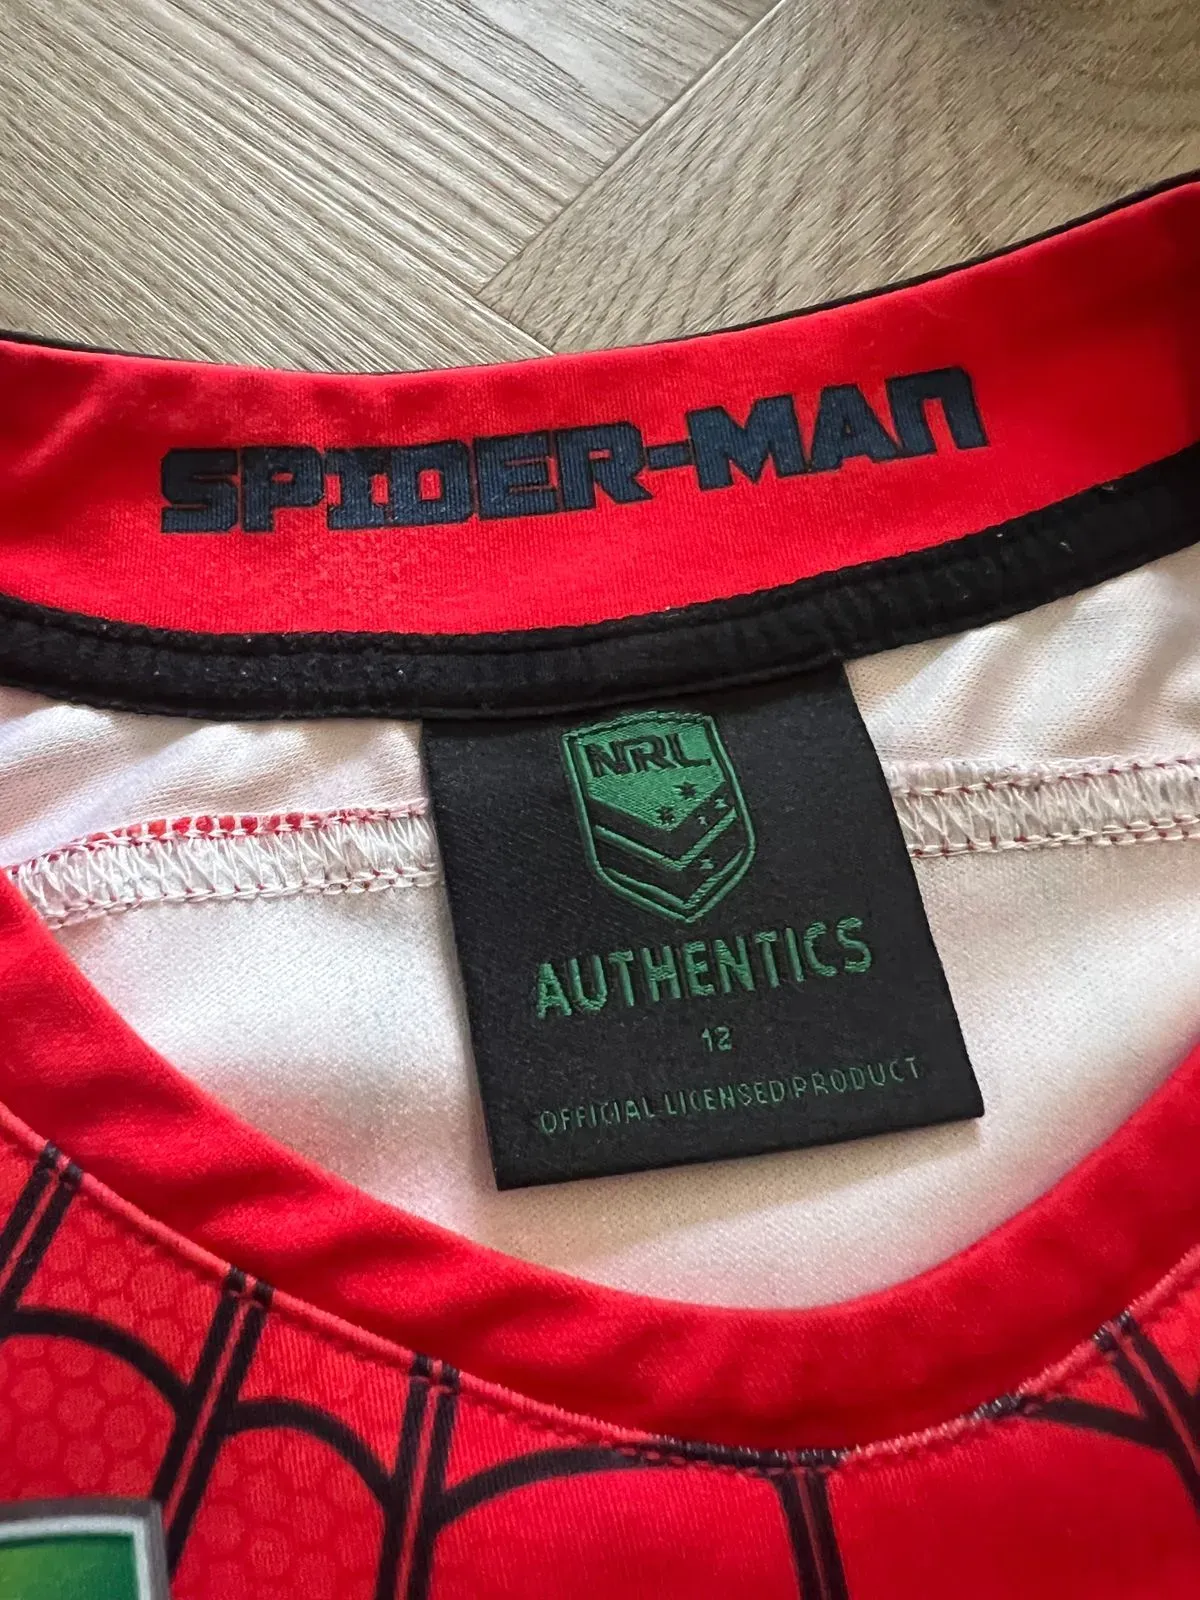 SPIDER-MAN
NRL
AUTHENTICS
12
OFFICIAL LICENSED PRODUCT